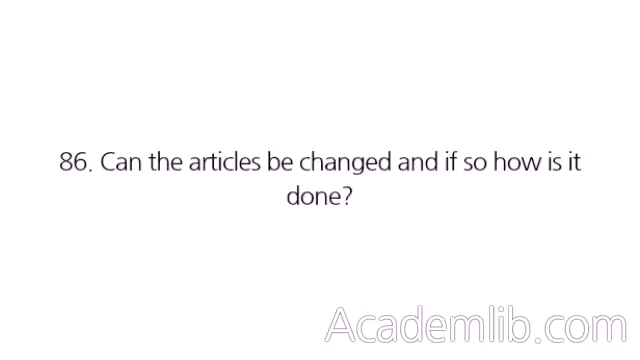 86. Can the articles be changed and if so how is it
done?
Academlib.com